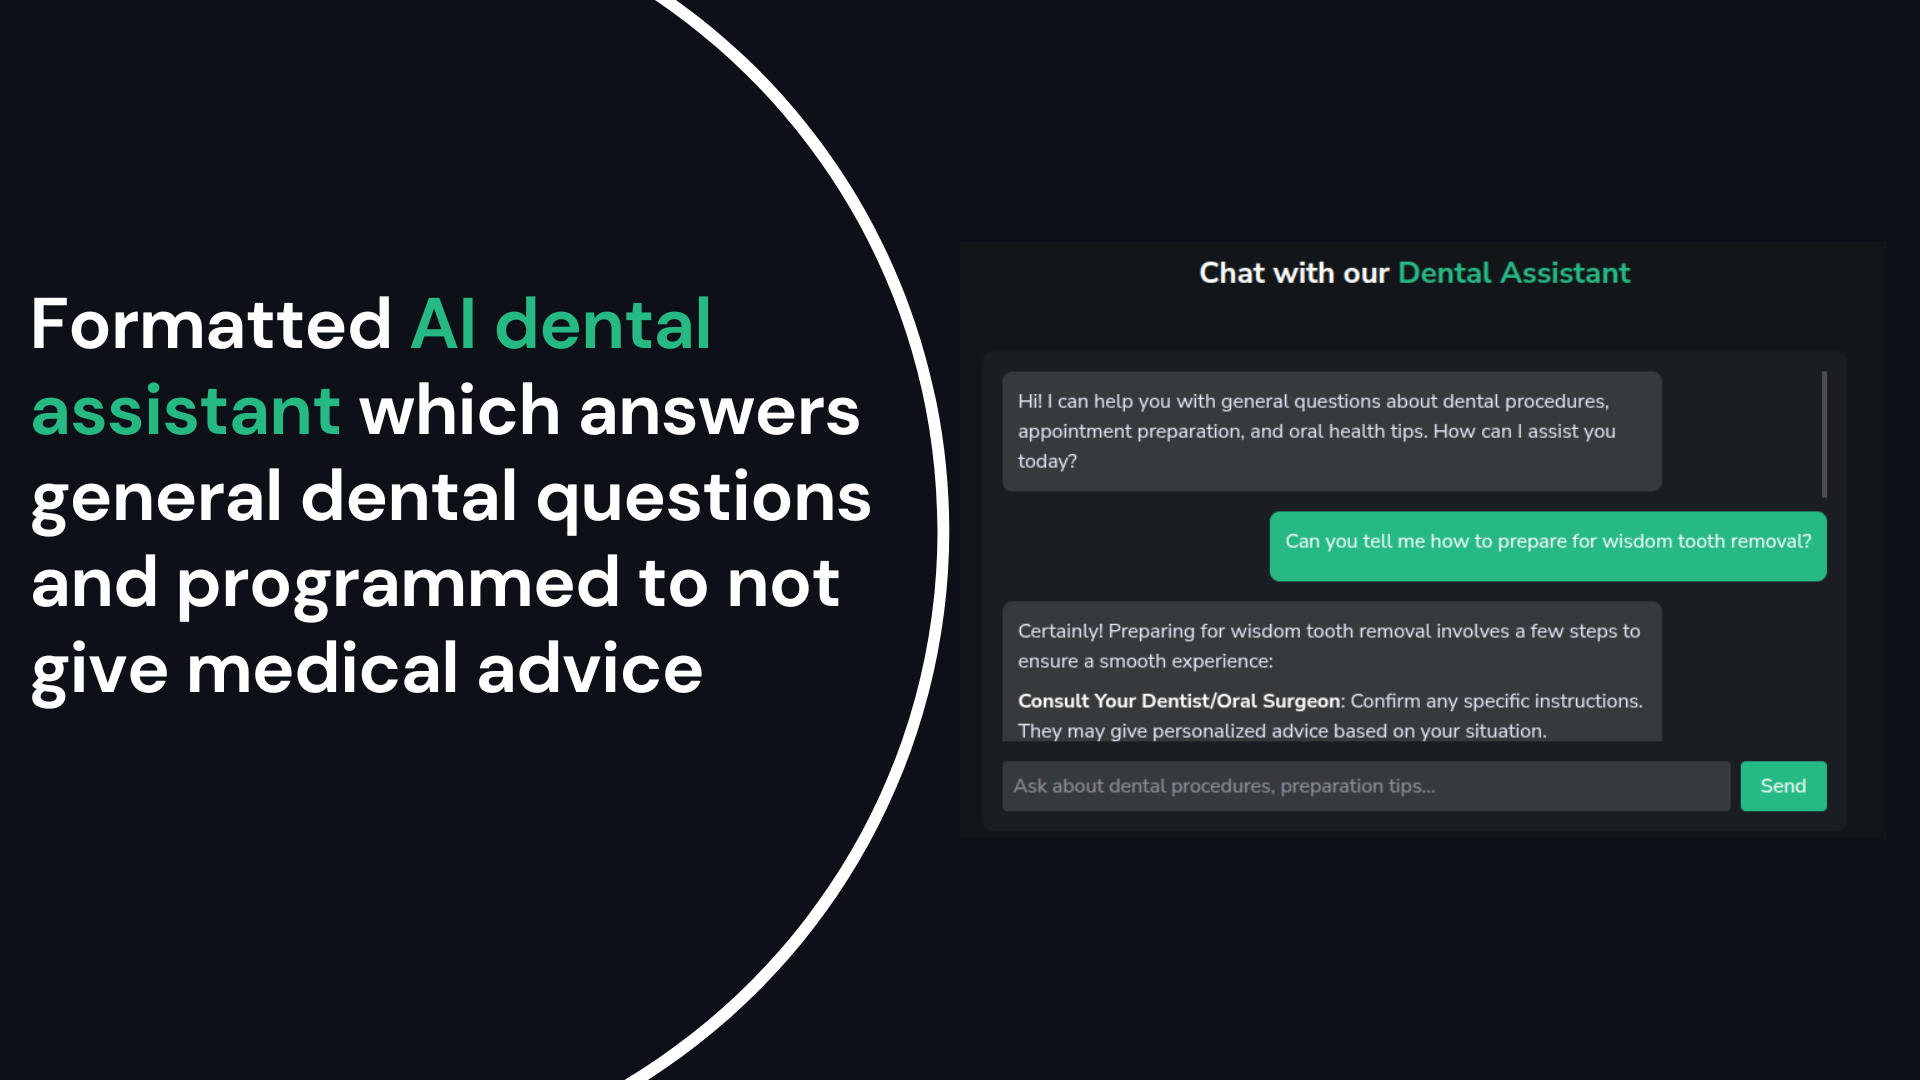 Formatted AI dental
assistant which answers
general dental questions
and programmed to not
give medical advice
Chat with our Dental Assistant
Hi! I can help you with general questions about dental procedures,
appointment preparation, and oral health tips. How can I assist you
today?
Can you tell me how to prepare for wisdom tooth removal?
Certainly! Preparing for wisdom tooth removal involves a few steps to
ensure a smooth experience:
Consult Your Dentist/Oral Surgeon: Confirm any specific instructions.
They may give personalized advice based on your situation.
Ask about dental procedures, preparation tips...
Send